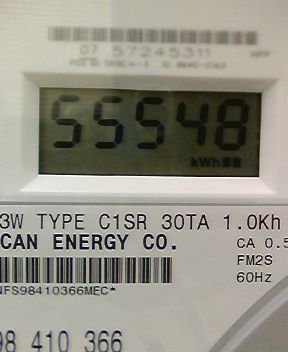 07 57245311
55548
kWh
3W TYPE C1SR 30TA 1.0Kh
CAN ENERGY CO.
CA 0.5
FM2S
NFS98410366MEC*
60Hz
98 410 366